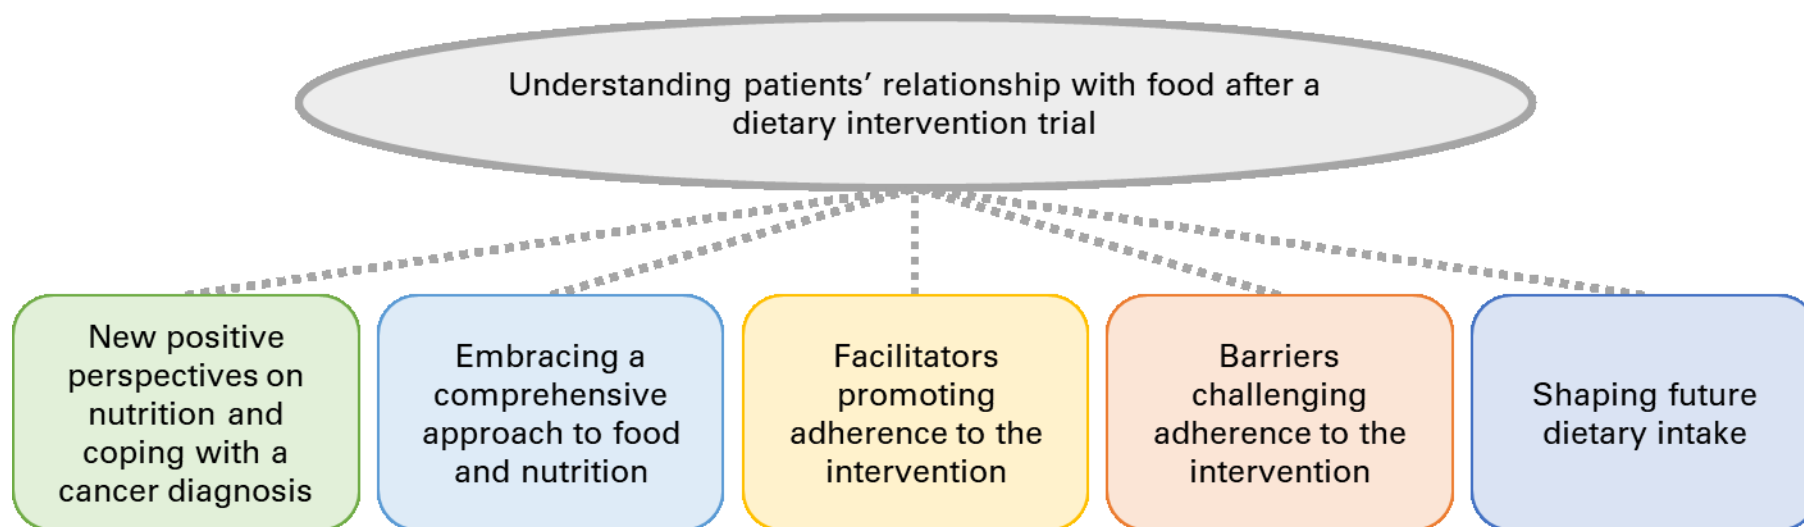 Understanding patients’ relationship with food after a
dietary intervention trial
New positive
perspectives on
nutrition and
coping with a
cancer diagnosis
Embracing a
comprehensive
approach to food
and nutrition
Facilitators
promoting
adherence to the
intervention
Barriers
challenging
adherence to the
intervention
Shaping future
dietary intake